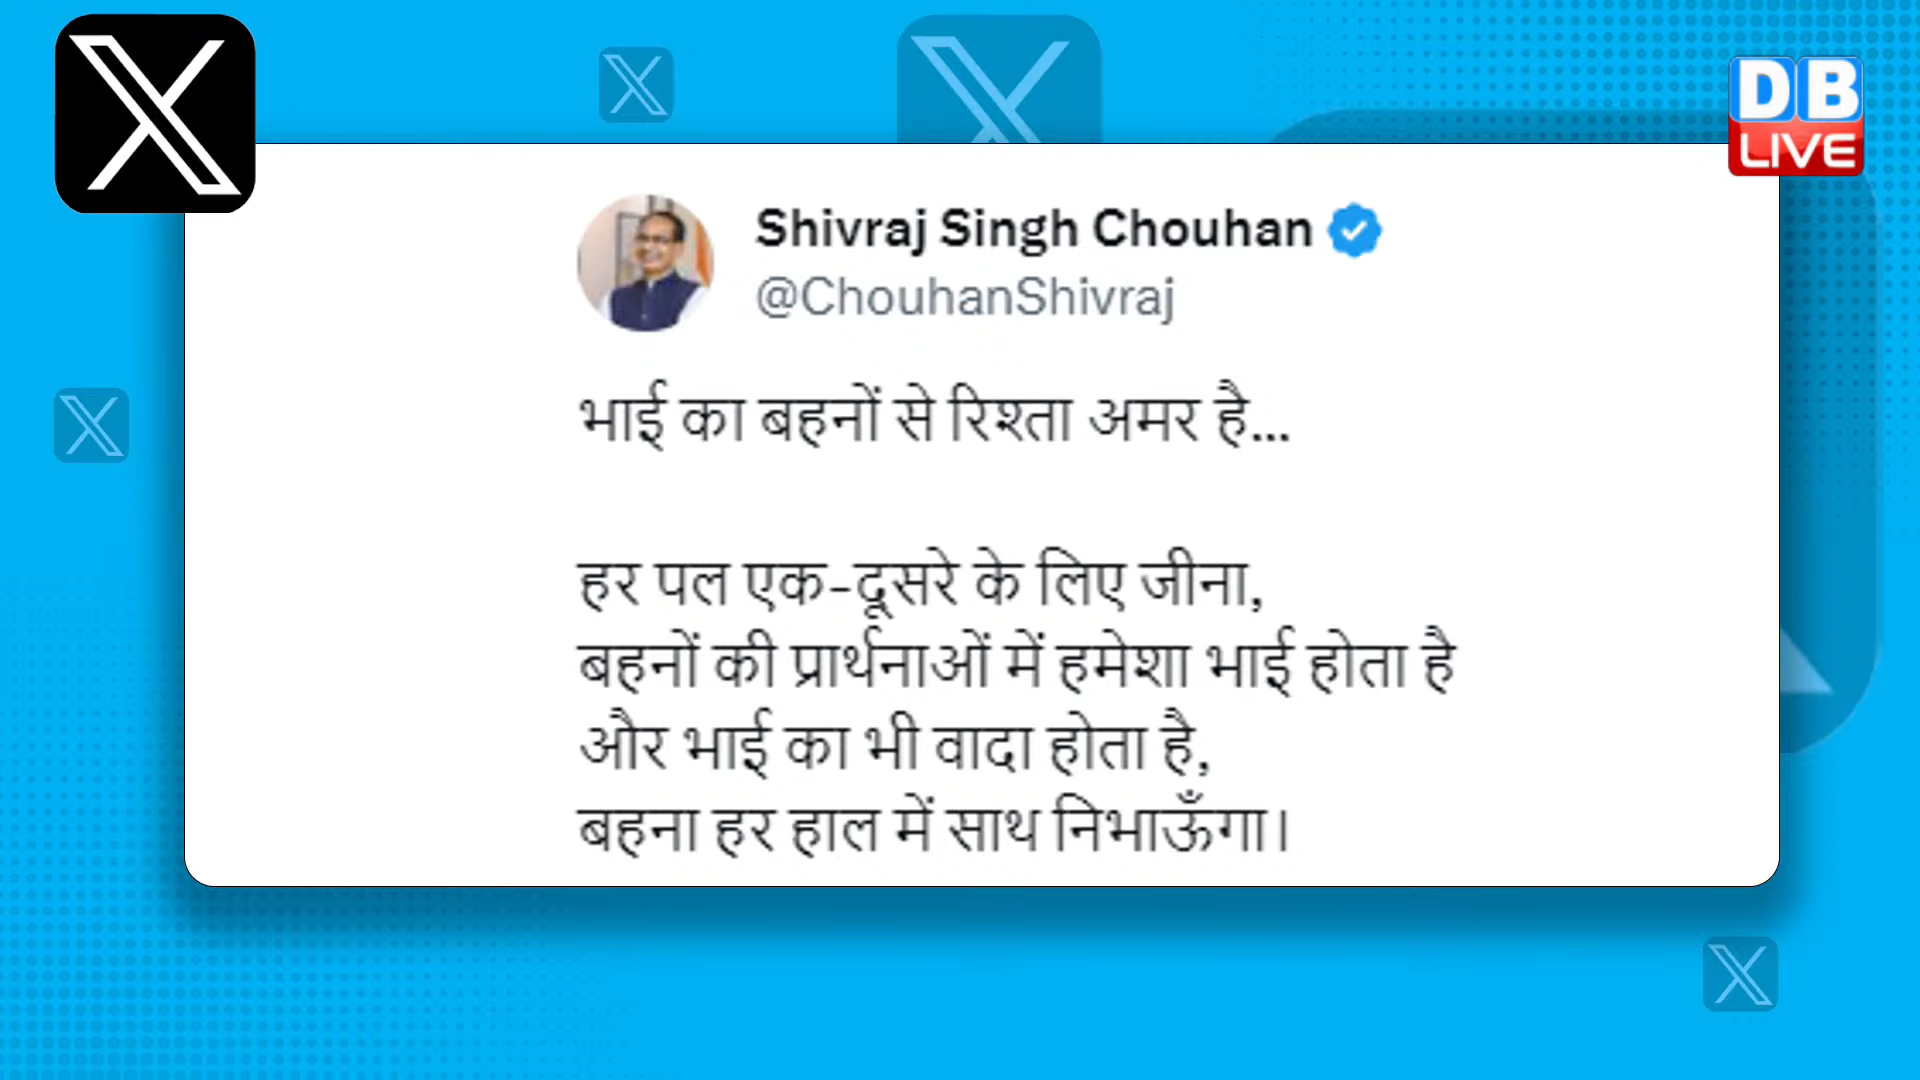 DB
LIVE
Shivraj Singh Chouhan
@ChouhanShivraj
भाई का बहनों से रिश्ता अमर है...
हर पल एक-दूसरे के लिए जीना,
बहनों की प्रार्थनाओं में हमेशा भाई होता है
और भाई का भी वादा होता है,
बहना हर हाल में साथ निभाऊँगा।